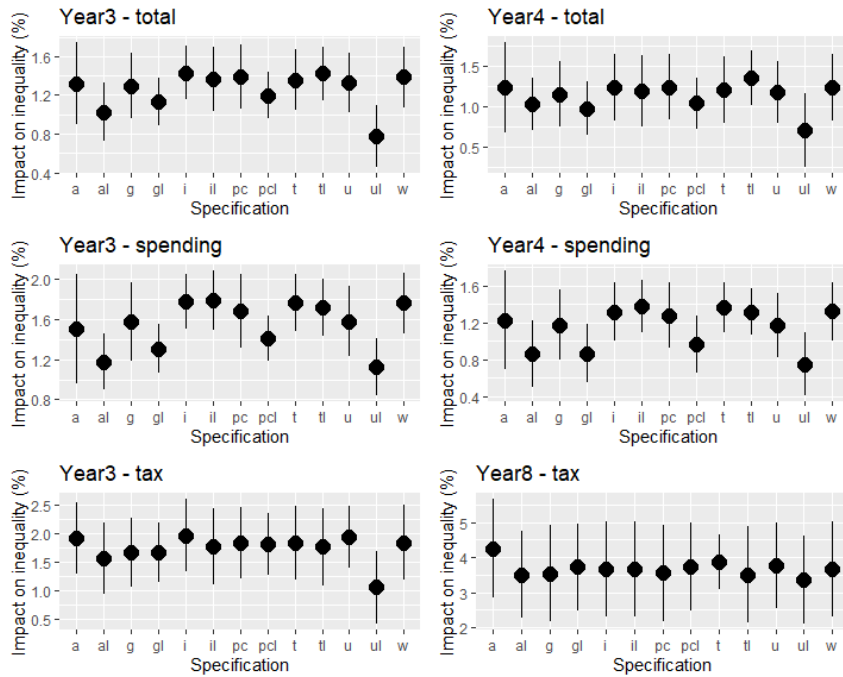 Year3 - total
Impact on inequality (%)
1.6
1.2
0.8
0.4
a al g gl i il pc pcl t tl u ul w
Specification
Year4 - total
Impact on inequality (%)
1.5
1.0
0.5
a al g gl i il pc pcl t tl u ul w
Specification
Year3 - spending
Impact on inequality (%)
2.0
1.6
1.2
0.8
a al g gl i il pc pcl t tl u ul w
Specification
Year4 - spending
Impact on inequality (%)
1.6
1.2
0.8
0.4
a al g gl i il pc pcl t tl u ul w
Specification
Year3 - tax
Impact on inequality (%)
2.5
2.0
1.5
1.0
0.5
a al g gl i il pc pcl t tl u ul w
Specification
Year8 - tax
Impact on inequality (%)
5
4
3
2
a al g gl i il pc pcl t tl u ul w
Specification